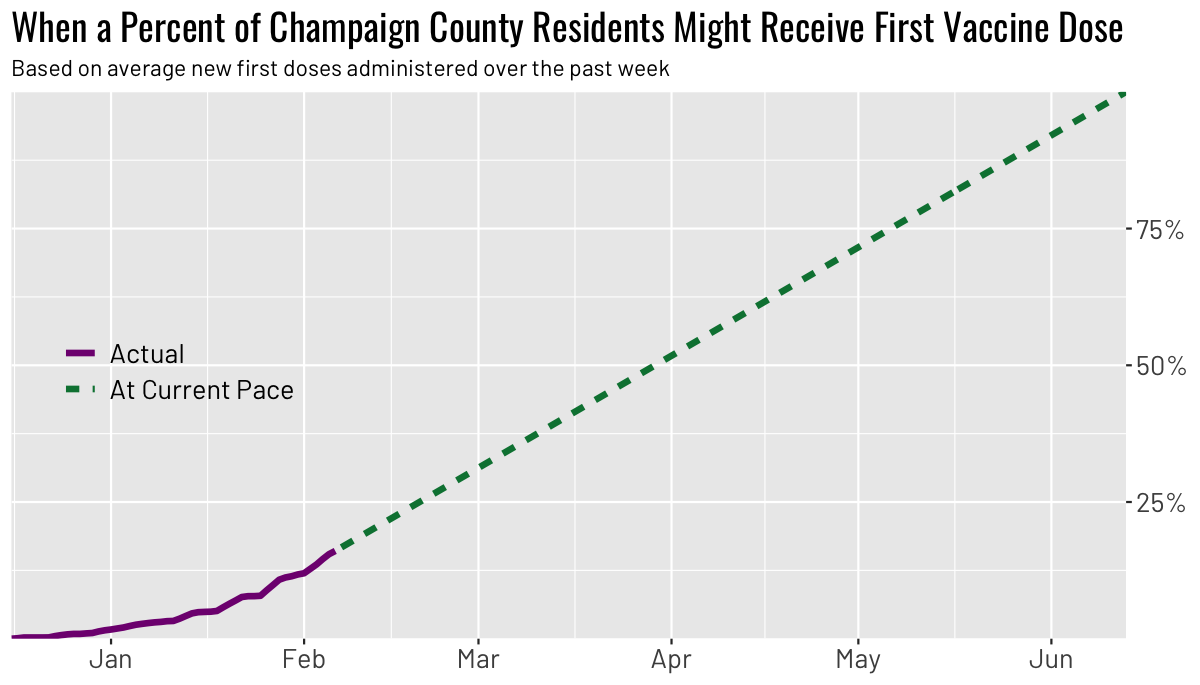 When a Percent of Champaign County Residents Might Receive First Vaccine Dose
Based on average new first doses administered over the past week
75%
Actual
50%
At Current Pace
25%
Jan Feb Mar Apr May Jun